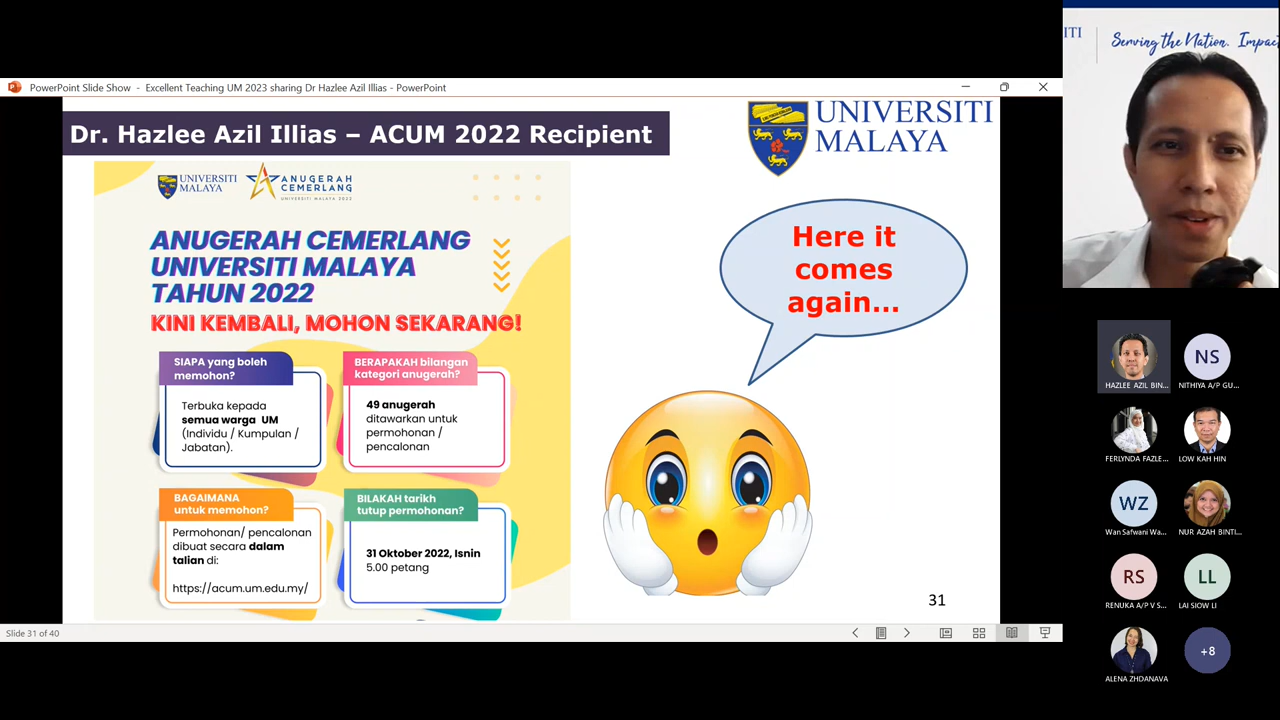 PowerPoint Slide Show - Excellent Teaching UM 2023 sharing Dr Hazlee Azil Illias - PowerPoint
Dr. Hazlee Azil Illias – ACUM 2022 Recipient
UNIVERSITI
MALAYA
UNIVERSITI
MALAYA
ANUGERAH
CEMERLANG
UNIVERSITI MALAYA 2022
ANUGERAH CEMERLANG
UNIVERSITI MALAYA
TAHUN 2022
KINI KEMBALI, MOHON SEKARANG!
SIAPA yang boleh
memohon?
Terbuka kepada
semua warga UM
(Individu / Kumpulan /
Jabatan).
BERAPAKAH bilangan
kategori anugerah?
49 anugerah
ditawarkan untuk
permohonan /
pencalonan
BAGAIMANA
untuk memohon?
Permohonan/ pencalonan
dibuat secara dalam
talian di:
https://acum.um.edu.my/
BILAKAH tarikh
tutup permohonan?
31 Oktober 2022, Isnin
5.00 petang
Here it
comes
again...
31
Slide 31 of 40
ITI
Serving the Nation. Impac
HAZLEE AZIL BIN...
NS
NITHIYA A/P GU...
FERLYNDA FAZLE...
LOW KAH HIN
WZ
Wan Safwani Wa...
NUR AZAH BINTI...
RS
RENUKA A/P V S...
LL
LAI SIOW LI
ALENA ZHDANAVA
+8